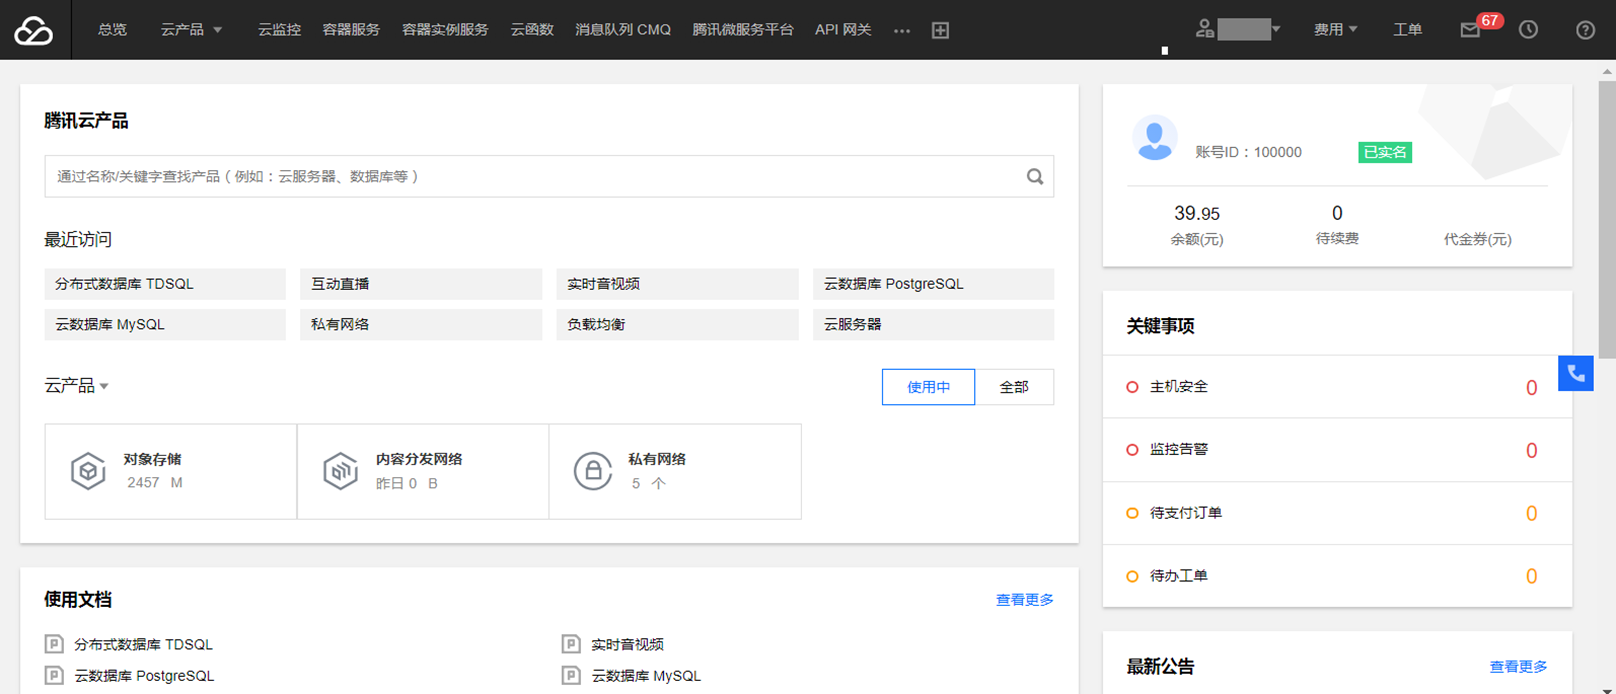 总览 云产品 云监控 容器服务 容器实例服务 云函数 消息队列 CMQ 腾讯微服务平台 API 网关 ··· 费用 工单 67
腾讯云产品
通过名称/关键字查找产品（例如：云服务器、数据库等）
最近访问
分布式数据库 TDSQL 互动直播 实时音视频 云数据库 PostgreSQL
云数据库 MySQL 私有网络 负载均衡 云服务器
云产品 使用中 全部
对象存储 内容分发网络 私有网络
2457 M 昨日 0 B 5 个
使用文档 查看更多
分布式数据库 TDSQL 实时音视频
云数据库 PostgreSQL 云数据库 MySQL
账号ID：100000 已实名
39.95 0
余额(元) 待续费 代金券(元)
关键事项
主机安全 0
监控告警 0
待支付订单 0
待办工单 0
最新公告 查看更多